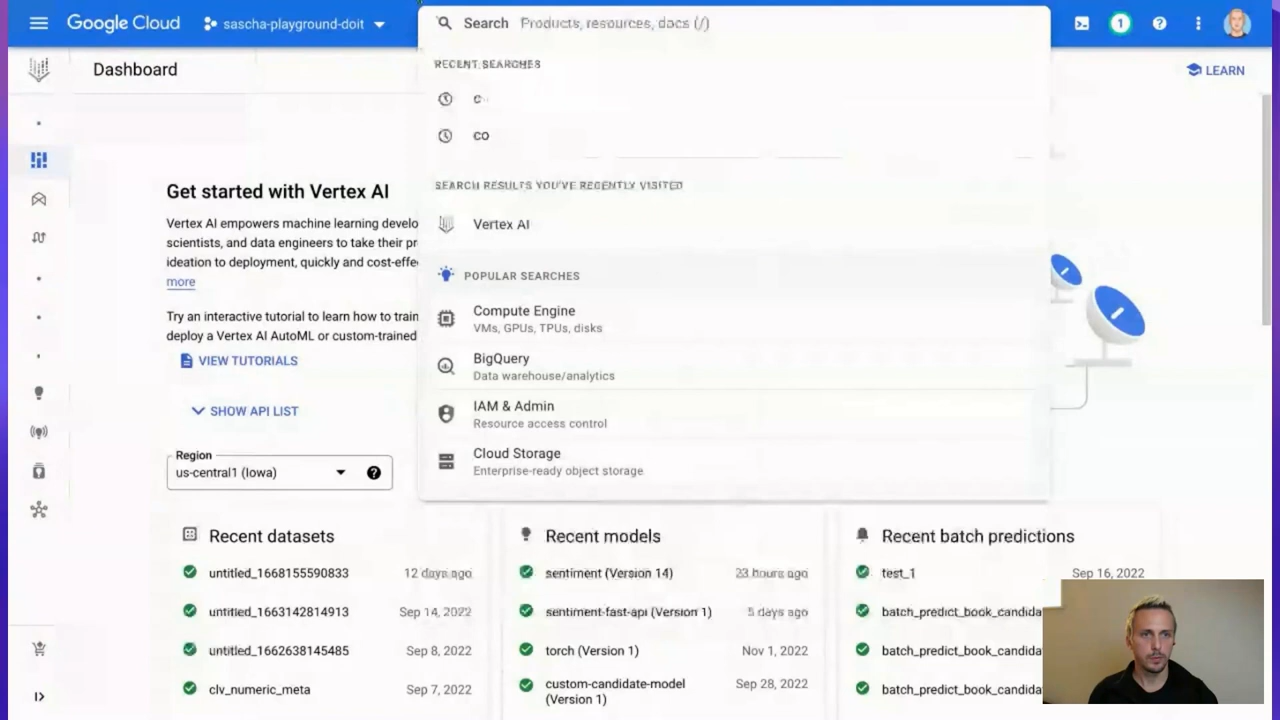 Google Cloud
sascha-playground-doit
Search Products, resources, docs (/)
1
Dashboard
LEARN
RECENT SEARCHES
c
co
SEARCH RESULTS YOU'VE RECENTLY VISITED
Vertex AI
POPULAR SEARCHES
Compute Engine
VMs, GPUs, TPUs, disks
BigQuery
Data warehouse/analytics
IAM & Admin
Resource access control
Cloud Storage
Enterprise-ready object storage
Get started with Vertex AI
Vertex AI empowers machine learning develo
scientists, and data engineers to take their pr
ideation to deployment, quickly and cost-effe
more
Try an interactive tutorial to learn how to train
deploy a Vertex AI AutoML or custom-trained
VIEW TUTORIALS
SHOW API LIST
Region
us-central1 (Iowa)
Recent datasets
untitled_1668155590833 12 days ago
untitled_1663142814913 Sep 14, 2022
untitled_1662638145485 Sep 8, 2022
clv_numeric_meta Sep 7, 2022
Recent models
sentiment (Version 14) 23 hours ago
sentiment-fast-api (Version 1) 5 days ago
torch (Version 1) Nov 1, 2022
custom-candidate-model Sep 28, 2022
(Version 1)
Recent batch predictions
test_1 Sep 16, 2022
batch_predict_book_candida
batch_predict_book_candida
batch_predict_book_candida